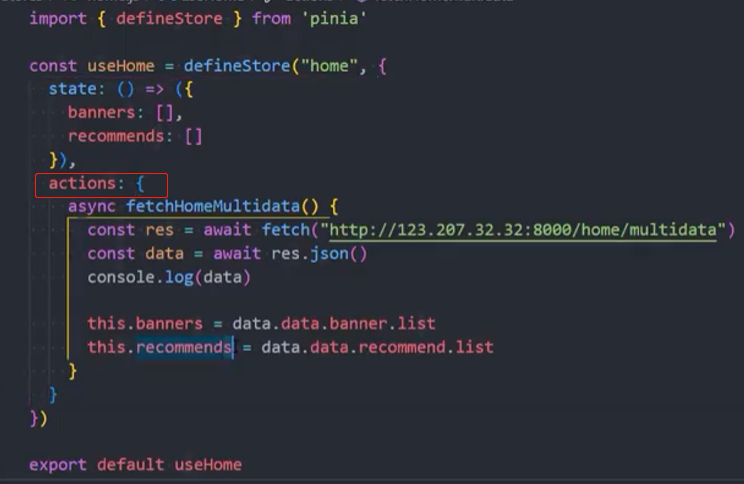 import { defineStore } from 'pinia'
const useHome = defineStore("home", {
state: () => ({
banners: [],
recommends: []
}),
actions: {
async fetchHomeMultidata() {
const res = await fetch("http://123.207.32.32:8000/home/multidata")
const data = await res.json()
console.log(data)
this.banners = data.data.banner.list
this.recommends = data.data.recommend.list
}
}
})
export default useHome